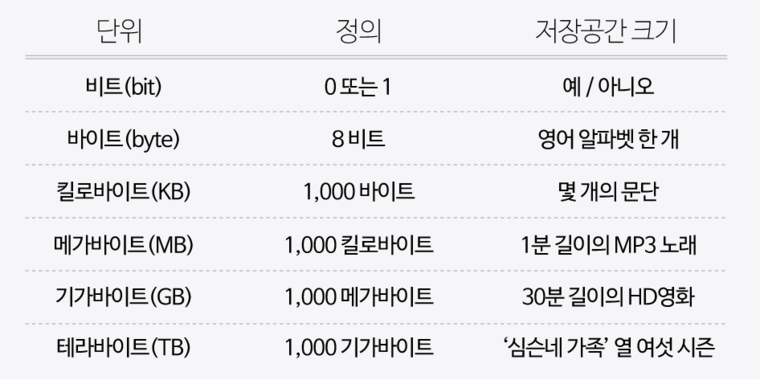 단위 정의 저장공간 크기
비트(bit) 0 또는 1 예 / 아니오
바이트(byte) 8 비트 영어 알파벳 한 개
킬로바이트(KB) 1,000 바이트 몇 개의 문단
메가바이트(MB) 1,000 킬로바이트 1분 길이의 MP3 노래
기가바이트(GB) 1,000 메가바이트 30분 길이의 HD영화
테라바이트(TB) 1,000 기가바이트 ‘심슨네 가족’ 열 여섯 시즌